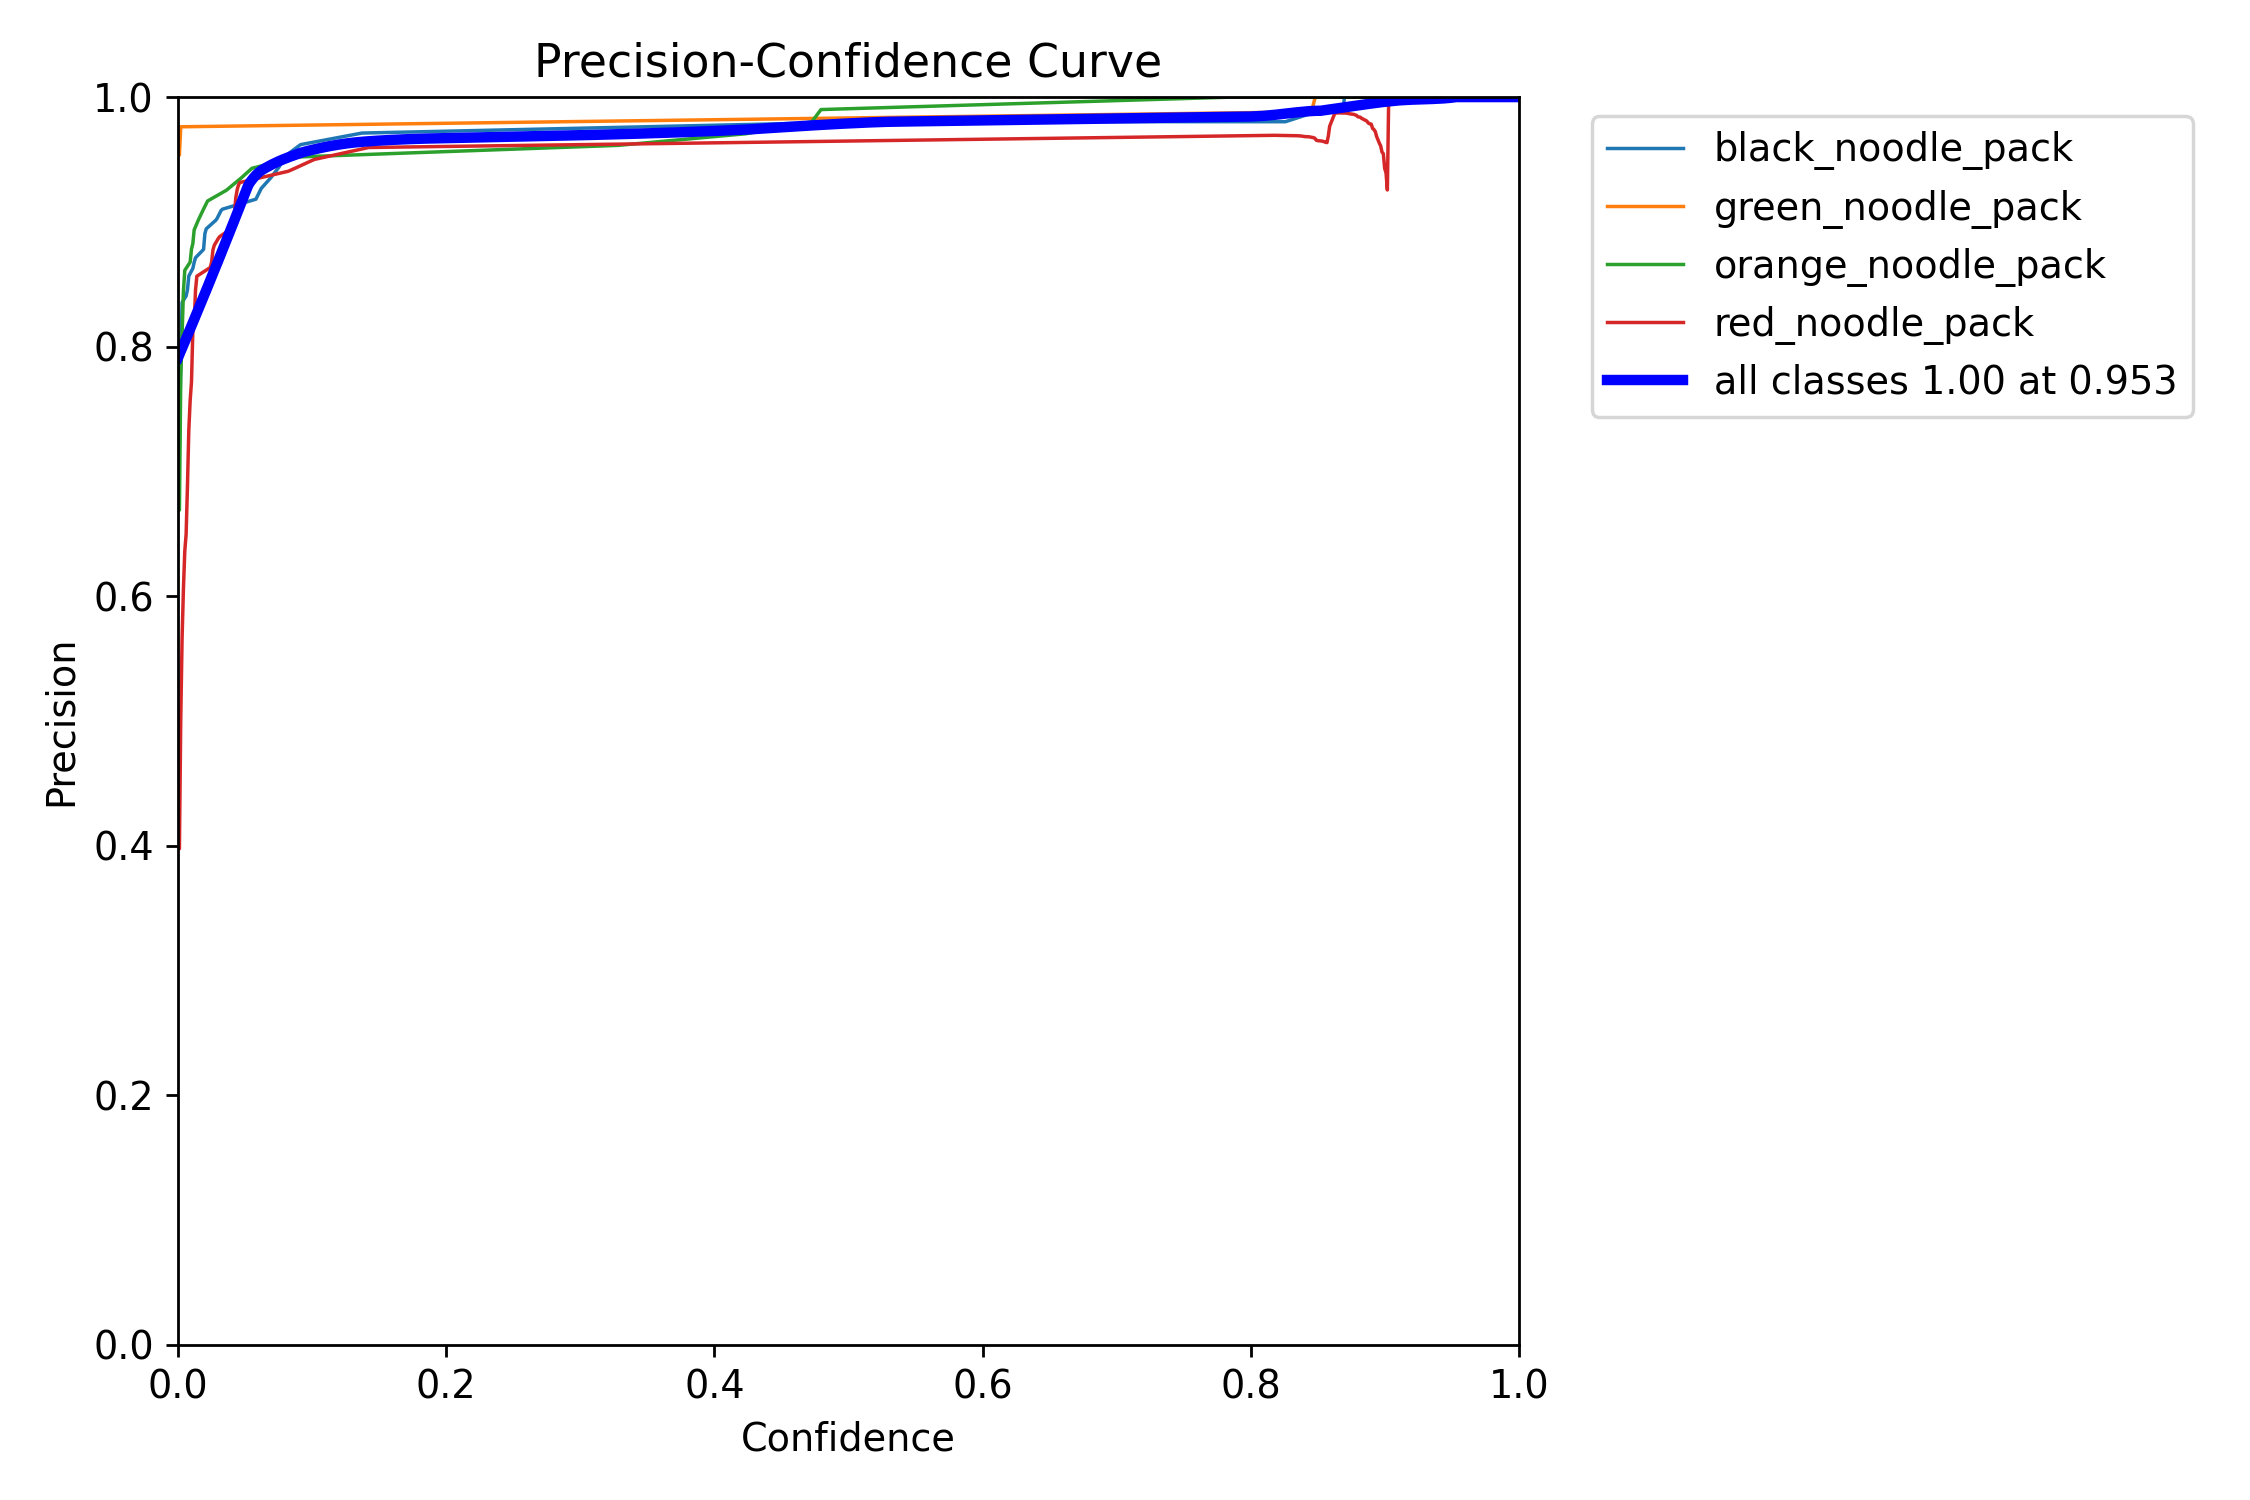 Precision-Confidence Curve
1.0
0.8
0.6
0.4
0.2
0.0
Precision
0.0 0.2 0.4 0.6 0.8 1.0
Confidence
black_noodle_pack
green_noodle_pack
orange_noodle_pack
red_noodle_pack
all classes 1.00 at 0.953